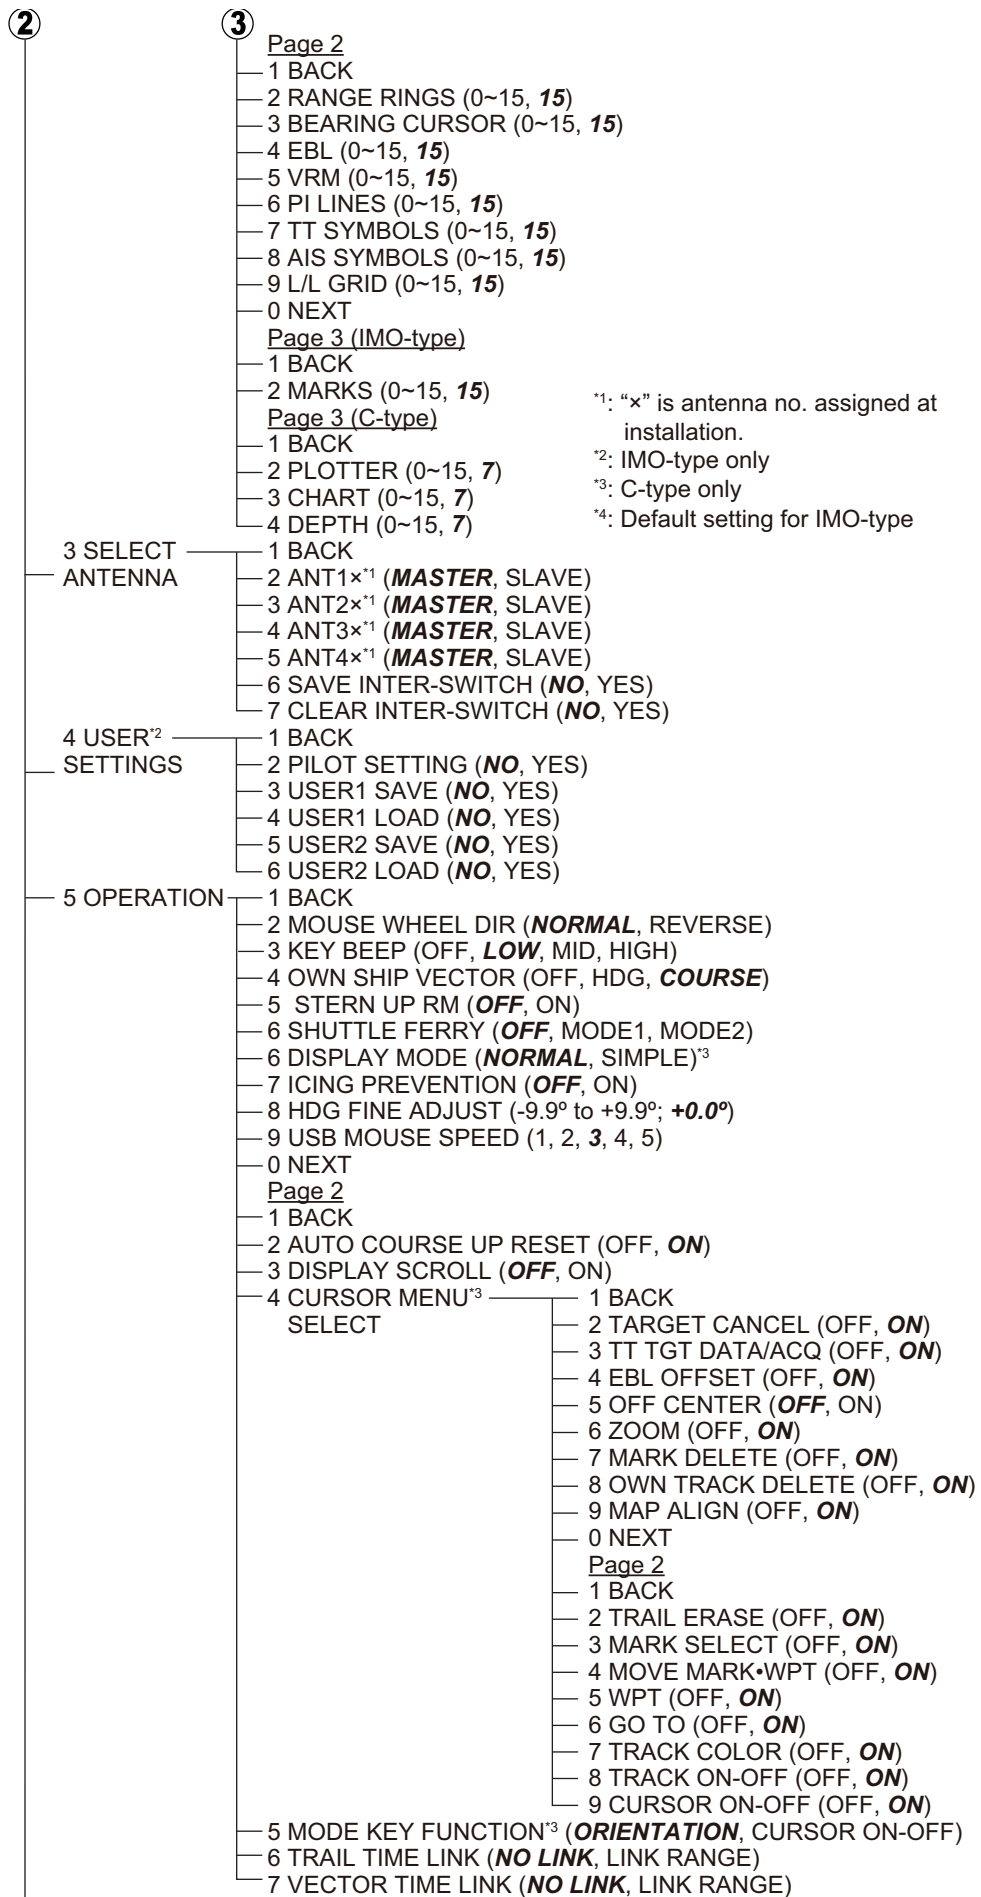 2 3
Page 2
1 BACK
2 RANGE RINGS (0~15, 15)
3 BEARING CURSOR (0~15, 15)
4 EBL (0~15, 15)
5 VRM (0~15, 15)
6 PI LINES (0~15, 15)
7 TT SYMBOLS (0~15, 15)
8 AIS SYMBOLS (0~15, 15)
9 L/L GRID (0~15, 15)
0 NEXT
Page 3 (IMO-type)
1 BACK
2 MARKS (0~15, 15)
Page 3 (C-type)
1 BACK
2 PLOTTER (0~15, 7)
3 CHART (0~15, 7)
4 DEPTH (0~15, 7)
*1: “×” is antenna no. assigned at
installation.
*2: IMO-type only
*3: C-type only
*4: Default setting for IMO-type
3 SELECT
ANTENNA
1 BACK
2 ANT1×*1 (MASTER, SLAVE)
3 ANT2×*1 (MASTER, SLAVE)
4 ANT3×*1 (MASTER, SLAVE)
5 ANT4×*1 (MASTER, SLAVE)
6 SAVE INTER-SWITCH (NO, YES)
7 CLEAR INTER-SWITCH (NO, YES)
4 USER*2
SETTINGS
1 BACK
2 PILOT SETTING (NO, YES)
3 USER1 SAVE (NO, YES)
4 USER1 LOAD (NO, YES)
5 USER2 SAVE (NO, YES)
6 USER2 LOAD (NO, YES)
5 OPERATION
1 BACK
2 MOUSE WHEEL DIR (NORMAL, REVERSE)
3 KEY BEEP (OFF, LOW, MID, HIGH)
4 OWN SHIP VECTOR (OFF, HDG, COURSE)
5 STERN UP RM (OFF, ON)
6 SHUTTLE FERRY (OFF, MODE1, MODE2)
6 DISPLAY MODE (NORMAL, SIMPLE)*3
7 ICING PREVENTION (OFF, ON)
8 HDG FINE ADJUST (-9.9º to +9.9º; +0.0º)
9 USB MOUSE SPEED (1, 2, 3, 4, 5)
0 NEXT
Page 2
1 BACK
2 AUTO COURSE UP RESET (OFF, ON)
3 DISPLAY SCROLL (OFF, ON)
4 CURSOR MENU*3
SELECT
1 BACK
2 TARGET CANCEL (OFF, ON)
3 TT TGT DATA/ACQ (OFF, ON)
4 EBL OFFSET (OFF, ON)
5 OFF CENTER (OFF, ON)
6 ZOOM (OFF, ON)
7 MARK DELETE (OFF, ON)
8 OWN TRACK DELETE (OFF, ON)
9 MAP ALIGN (OFF, ON)
0 NEXT
Page 2
1 BACK
2 TRAIL ERASE (OFF, ON)
3 MARK SELECT (OFF, ON)
4 MOVE MARK•WPT (OFF, ON)
5 WPT (OFF, ON)
6 GO TO (OFF, ON)
7 TRACK COLOR (OFF, ON)
8 TRACK ON-OFF (OFF, ON)
9 CURSOR ON-OFF (OFF, ON)
5 MODE KEY FUNCTION*3 (ORIENTATION, CURSOR ON-OFF)
6 TRAIL TIME LINK (NO LINK, LINK RANGE)
7 VECTOR TIME LINK (NO LINK, LINK RANGE)